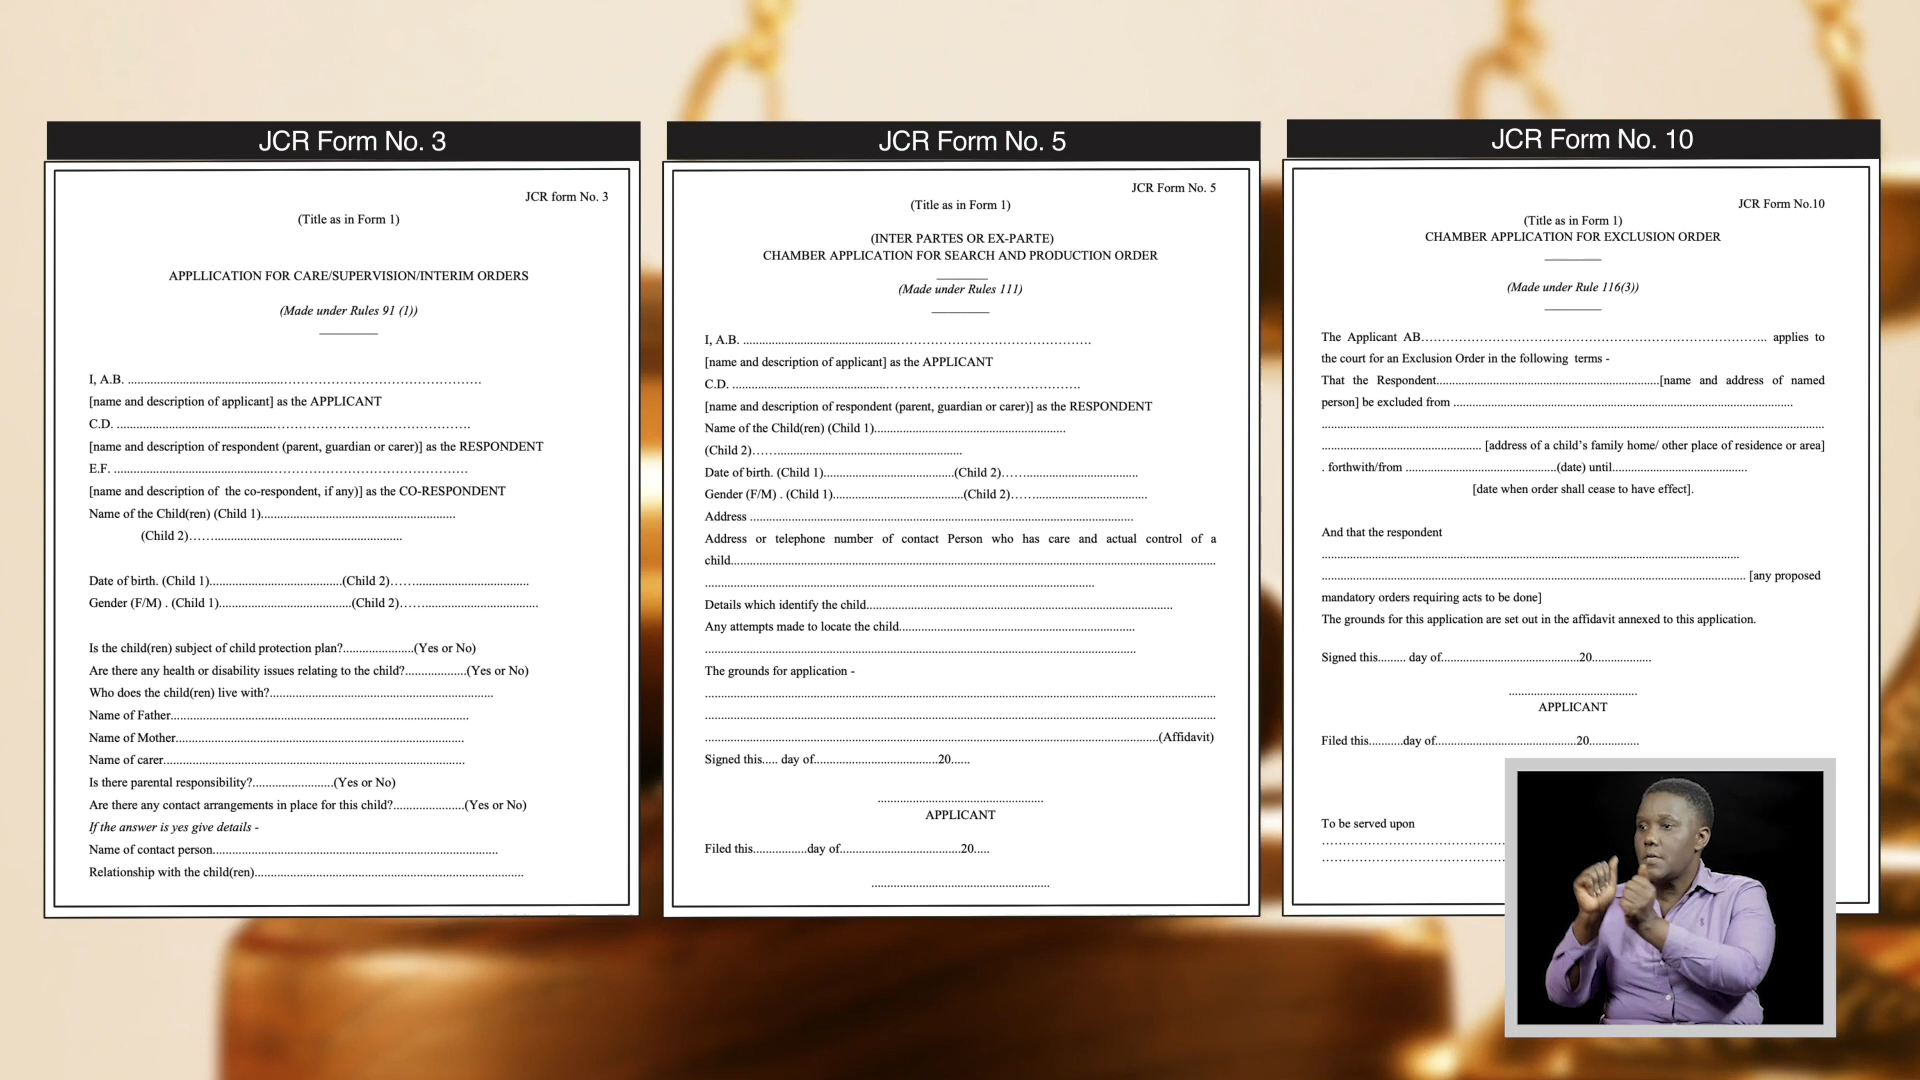 JCR Form No. 3
JCR form No. 3
(Title as in Form 1)
APPLLICATION FOR CARE/SUPERVISION/INTERIM ORDERS
(Made under Rules 91 (1))
I, A.B. ..............................................................................
[name and description of applicant] as the APPLICANT
C.D. ..............................................................................
[name and description of respondent (parent, guardian or carer)] as the RESPONDENT
E.F. ..............................................................................
[name and description of  the co-respondent, if any)] as the CO-RESPONDENT
Name of the Child(ren) (Child 1)............................................................
(Child 2)................................................................
Date of birth. (Child 1).........................................(Child 2)..........................................
Gender (F/M) . (Child 1).........................................(Child 2)..........................................
Is the child(ren) subject of child protection plan?......................(Yes or No)
Are there any health or disability issues relating to the child?...................(Yes or No)
Who does the child(ren) live with?.....................................................................
Name of Father............................................................................................
Name of Mother.........................................................................................
Name of carer.............................................................................................
Is there parental responsibility?.........................(Yes or No)
Are there any contact arrangements in place for this child?......................(Yes or No)
If the answer is yes give details -
Name of contact person........................................................................................
Relationship with the child(ren)...................................................................................
JCR Form No. 5
JCR Form No. 5
(Title as in Form 1)
(INTER PARTES OR EX-PARTE)
CHAMBER APPLICATION FOR SEARCH AND PRODUCTION ORDER
(Made under Rules 111)
I, A.B. ..............................................................................
[name and description of applicant] as the APPLICANT
C.D. ..............................................................................
[name and description of respondent (parent, guardian or carer)] as the RESPONDENT
Name of the Child(ren) (Child 1)...........................................................
(Child 2)................................................................
Date of birth. (Child 1).........................................(Child 2)..........................................
Gender (F/M) . (Child 1).........................................(Child 2)..........................................
Address ......................................................................................................................
Address or telephone number of contact Person who has care and actual control of a
child......................................................................................................................................................
.........................................................................................................................
Details which identify the child...............................................................................................
Any attempts made to locate the child.........................................................................
......................................................................................................................................
The grounds for application -
..............................................................................................................................................................
..............................................................................................................................................................
.............................................................................................................................................(Affidavit)
Signed this..... day of.......................................20......
...................................................
APPLICANT
Filed this.................day of......................................20.....
.......................................................
JCR Form No. 10
JCR Form No.10
(Title as in Form 1)
CHAMBER APPLICATION FOR EXCLUSION ORDER
(Made under Rule 116(3))
The Applicant AB.............................................................................. applies to
the court for an Exclusion Order in the following  terms -
That the Respondent.....................................................................[name and address of named
person] be excluded from .........................................................................................................
............................................................................................................................................................
................................................. [address of a child's family home/ other place of residence or area]
. forthwith/from ...............................................(date) until..........................................
[date when order shall cease to have effect].
And that the respondent
.................................................................................................................................
................................................................................................................................... [any proposed
mandatory orders requiring acts to be done]
The grounds for this application are set out in the affidavit annexed to this application.
Signed this......... day of...........................................20..................
........................................
APPLICANT
Filed this...........day of............................................20...............
To be served upon
..................................................
..................................................